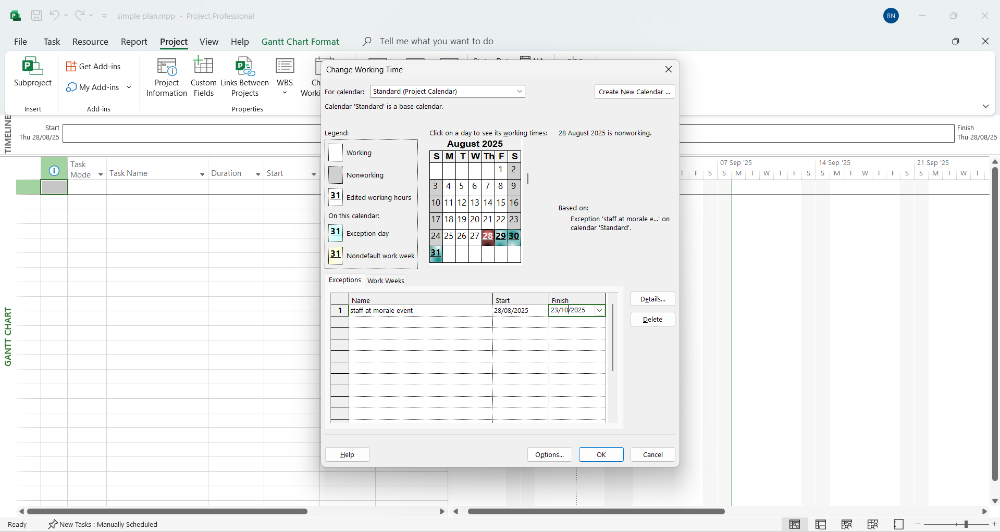 simple plan.mpp - Project Professional
BN
File Task Resource Report Project View Help Gantt Chart Format Tell me what you want to do
Subproject
Insert
Get Add-ins
My Add-ins
Add-ins
Project Information
Custom Fields
Links Between Projects
WBS
Properties
TIMELINE
Start
Thu 28/08/25
Finish
Thu 28/08/25
GANTT CHART
Task Mode Task Name Duration Start
07 Sep '25 14 Sep '25 21 Sep '25
T F S S M T W T F S S M T W T F S S M T W T
Change Working Time
For calendar: Standard (Project Calendar)
Create New Calendar ...
Calendar 'Standard' is a base calendar.
Legend:
Working
Nonworking
31 Edited working hours
On this calendar:
31 Exception day
31 Nondefault work week
Click on a day to see its working times:
August 2025
S M T W Th F S
1 2
3 4 5 6 7 8 9
10 11 12 13 14 15 16
17 18 19 20 21 22 23
24 25 26 27 28 29 30
31
28 August 2025 is nonworking.
Based on:
Exception 'staff at morale e...' on
calendar 'Standard'.
Exceptions Work Weeks
Name Start Finish
1 staff at morale event 28/08/2025 23/10/2025
Details...
Delete
Help
Options...
OK
Cancel
Ready
New Tasks : Manually Scheduled